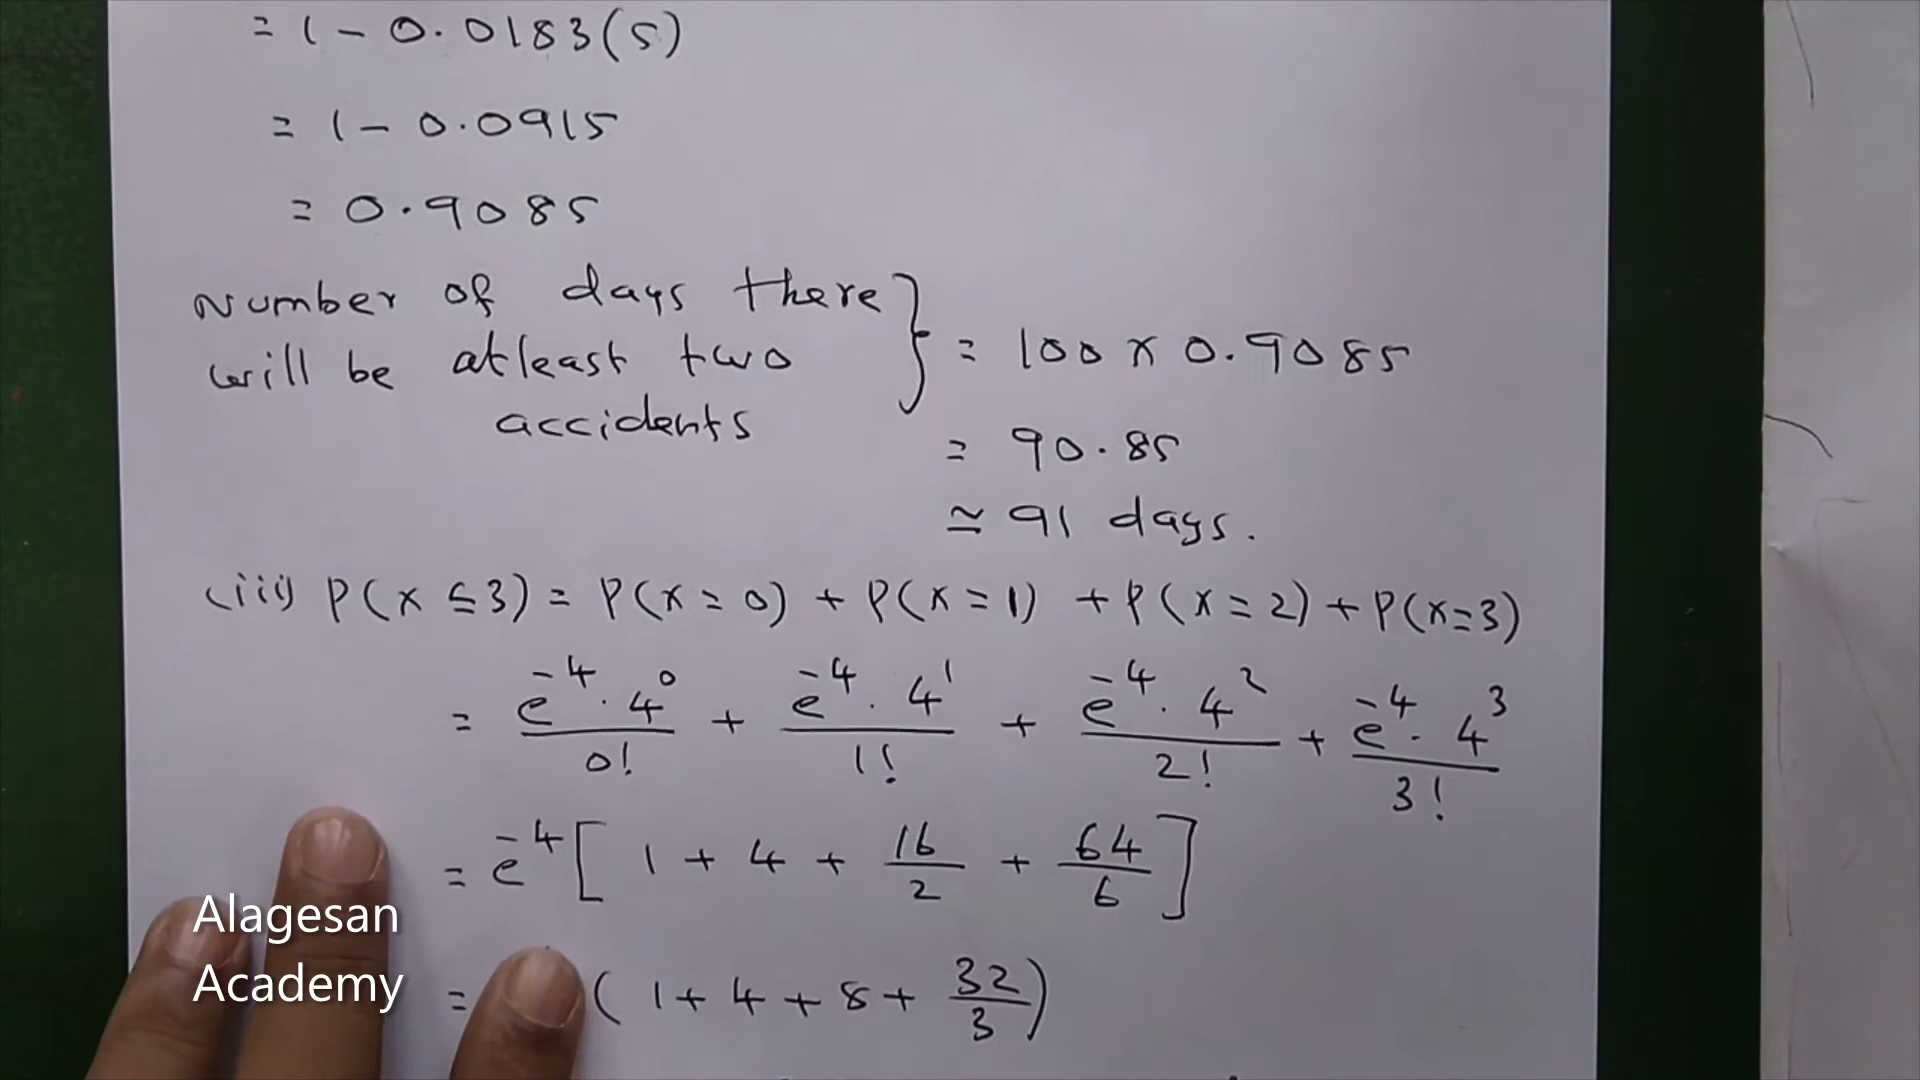 = 1 - 0.0183(5)
= 1 - 0.0915
= 0.9085
Number of days there
will be atleast two
accidents } = 100 x 0.9085
= 90.85
≃ 91 days.
(iii) P(x ≤ 3) = P(x = 0) + P(x = 1) + P(x = 2) + P(x = 3)
= e^-4 . 4^0 / 0! + e^-4 . 4^1 / 1! + e^-4 . 4^2 / 2! + e^-4 . 4^3 / 3!
= e^-4 [ 1 + 4 + 16/2 + 64/6 ]
= ( 1 + 4 + 8 + 32/3 )
Alagesan
Academy